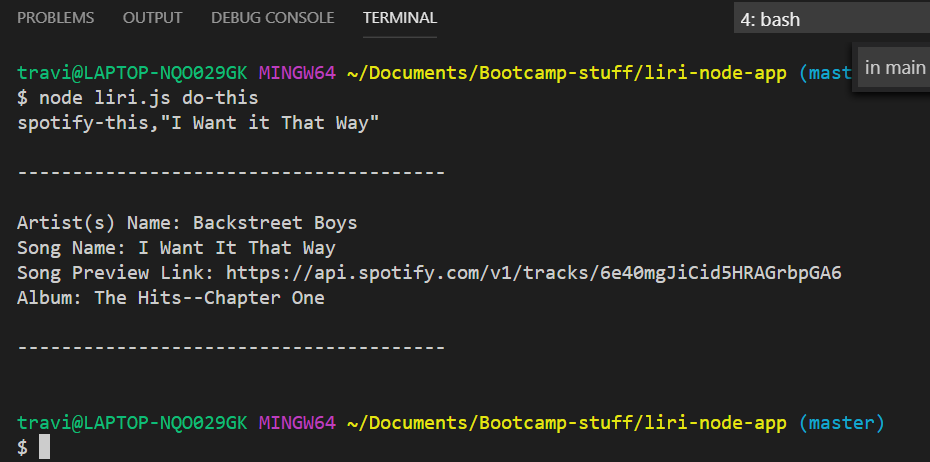 PROBLEMS OUTPUT DEBUG CONSOLE TERMINAL 4: bash
in main
travi@LAPTOP-NQO029GK MINGW64 ~/Documents/Bootcamp-stuff/liri-node-app (mast
$ node liri.js do-this
spotify-this,"I Want it That Way"
---------------------------------------
Artist(s) Name: Backstreet Boys
Song Name: I Want It That Way
Song Preview Link: https://api.spotify.com/v1/tracks/6e40mgJiCid5HRAGrbpGA6
Album: The Hits--Chapter One
---------------------------------------
travi@LAPTOP-NQO029GK MINGW64 ~/Documents/Bootcamp-stuff/liri-node-app (master)
$